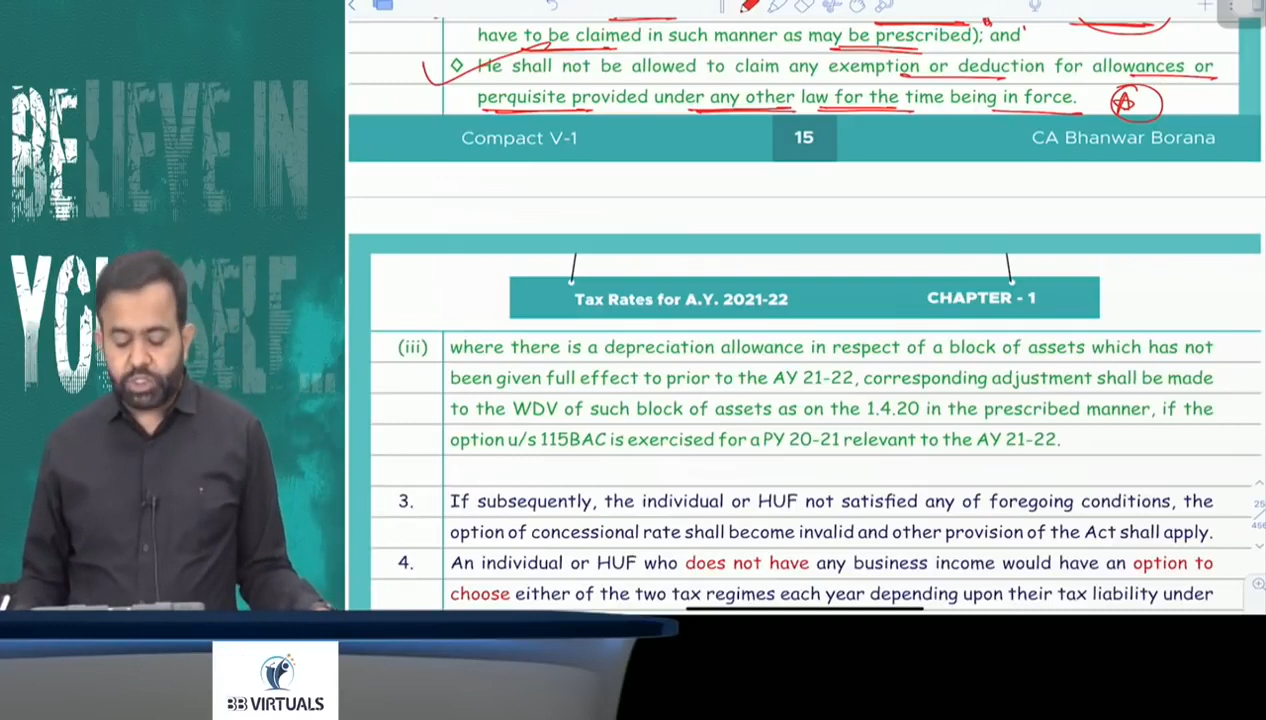 BELIEVE IN
YOURSELF...
have to be claimed in such manner as may be prescribed); and
He shall not be allowed to claim any exemption or deduction for allowances or
perquisite provided under any other law for the time being in force.
Compact V-1 15 CA Bhanwar Borana
Tax Rates for A.Y. 2021-22 CHAPTER - 1
(iii) where there is a depreciation allowance in respect of a block of assets which has not
been given full effect to prior to the AY 21-22, corresponding adjustment shall be made
to the WDV of such block of assets as on the 1.4.20 in the prescribed manner, if the
option u/s 115BAC is exercised for a PY 20-21 relevant to the AY 21-22.
3. If subsequently, the individual or HUF not satisfied any of foregoing conditions, the
option of concessional rate shall become invalid and other provision of the Act shall apply.
4. An individual or HUF who does not have any business income would have an option to
choose either of the two tax regimes each year depending upon their tax liability under
BB VIRTUALS